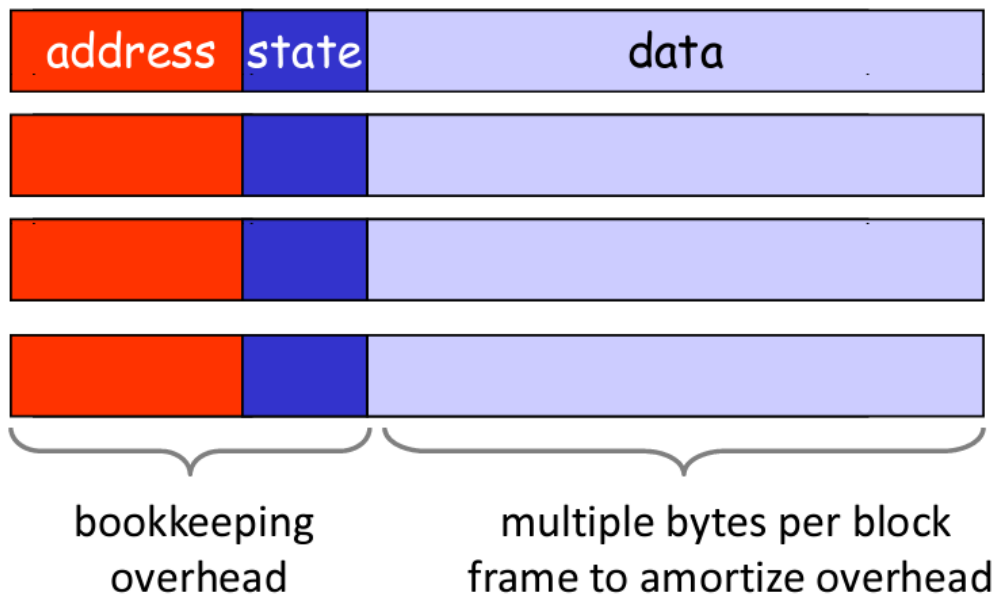 address state data
bookkeeping
overhead
multiple bytes per block
frame to amortize overhead